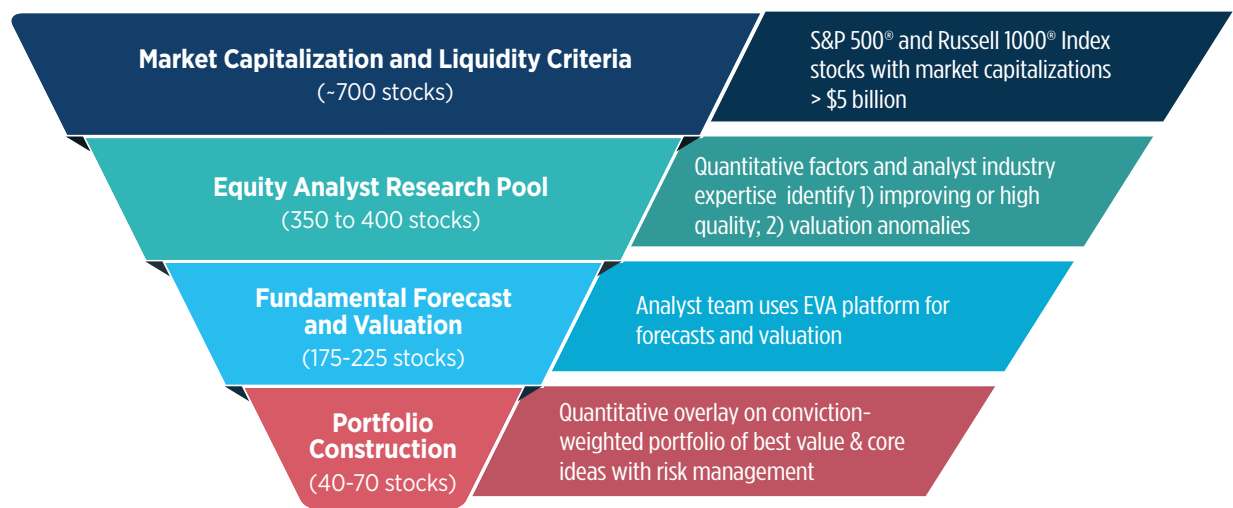 Market Capitalization and Liquidity Criteria
(~700 stocks)
S&P 500® and Russell 1000® Index
stocks with market capitalizations
> $5 billion
Equity Analyst Research Pool
(350 to 400 stocks)
Quantitative factors and analyst industry
expertise identify 1) improving or high
quality; 2) valuation anomalies
Fundamental Forecast
and Valuation
(175-225 stocks)
Analyst team uses EVA platform for
forecasts and valuation
Portfolio
Construction
(40-70 stocks)
Quantitative overlay on conviction-
weighted portfolio of best value & core
ideas with risk management